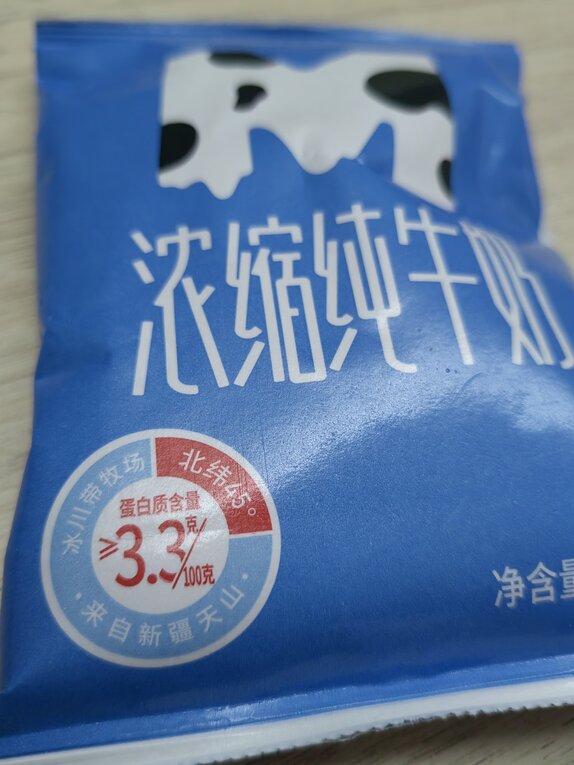 浓缩纯牛奶
冰川带牧场
北纬45°
蛋白质含量
≥3.3克/100克
·来自新疆天山·
净含量